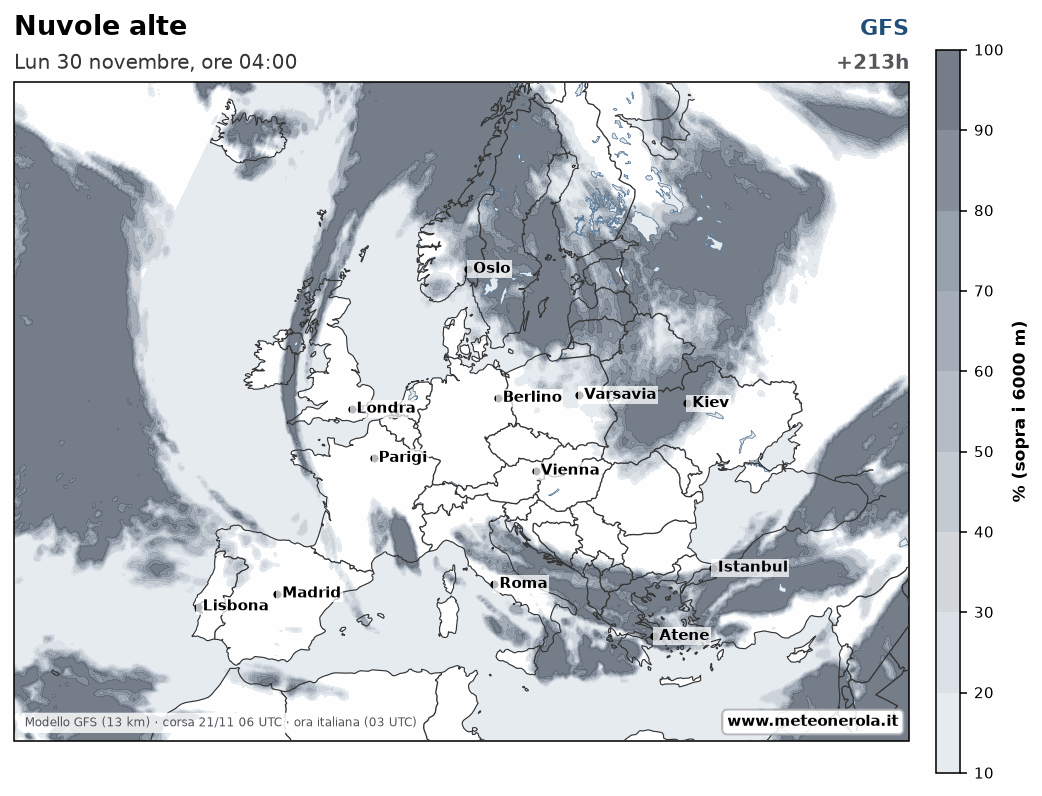 Nuvole alte
GFS
Lun 30 novembre, ore 04:00
+213h
Oslo
Londra
Berlino
Varsavia
Kiev
Parigi
Vienna
Istanbul
Roma
Madrid
Lisbona
Atene
Modello GFS (13 km) · corsa 21/11 06 UTC · ora italiana (03 UTC)
www.meteonerola.it
100
90
80
70
60
50
40
30
20
10
% (sopra i 6000 m)